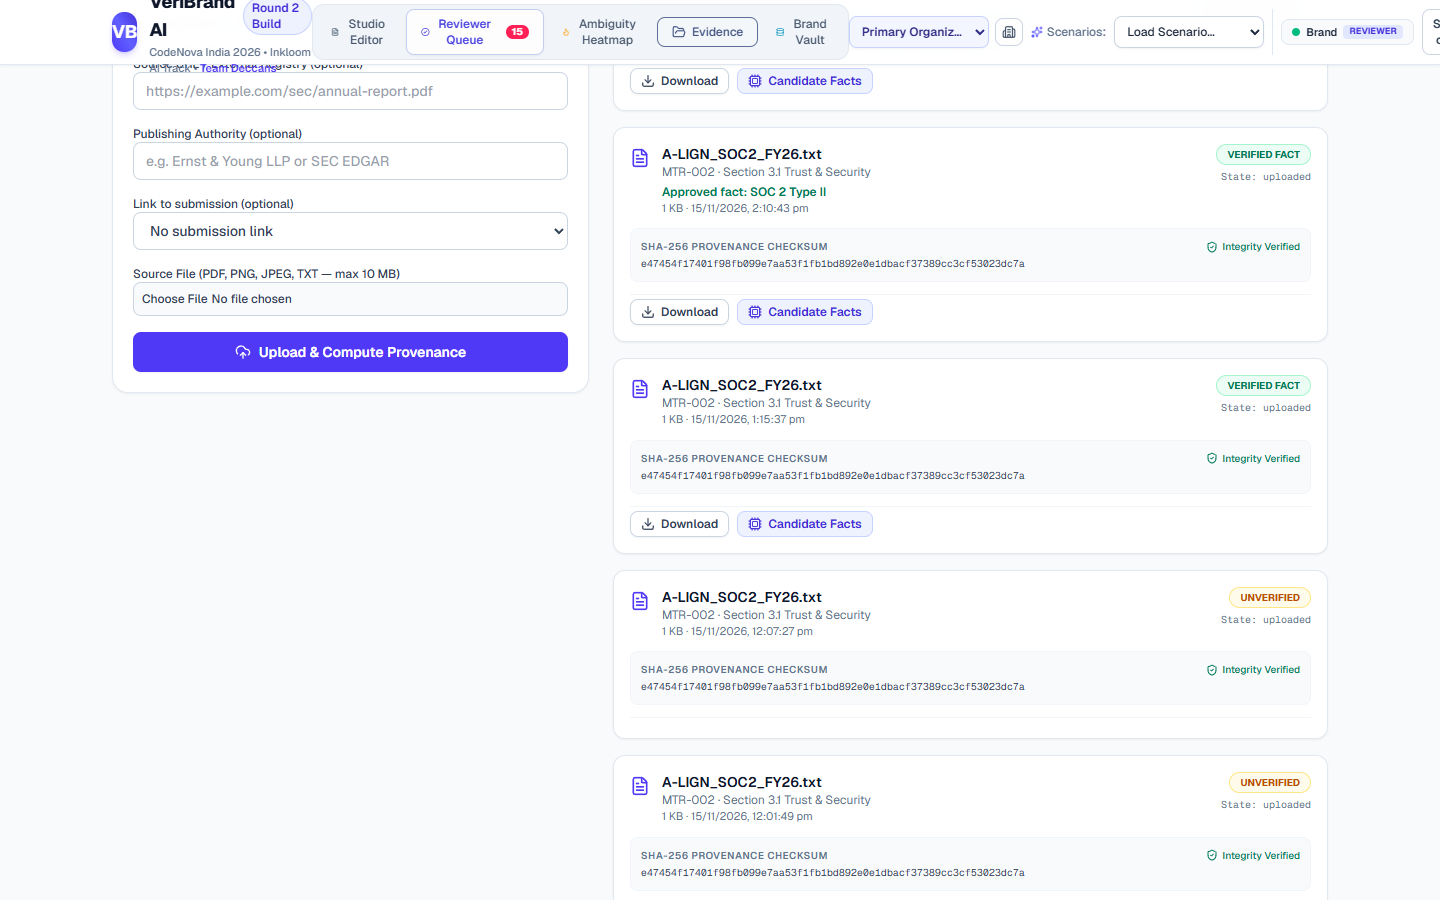 VB
VeriBrand
AI
Round 2
Build
CodeNova India 2026 • Inkloom
AI Track • Team Deccans
Studio
Editor
Reviewer
Queue
15
Ambiguity
Heatmap
Evidence
Brand
Vault
Primary Organiz...
Scenarios:
Load Scenario...
Brand
REVIEWER
https://example.com/sec/annual-report.pdf
Publishing Authority (optional)
e.g. Ernst & Young LLP or SEC EDGAR
Link to submission (optional)
No submission link
Source File (PDF, PNG, JPEG, TXT — max 10 MB)
Choose File No file chosen
Upload & Compute Provenance
Download
Candidate Facts
A-LIGN_SOC2_FY26.txt
VERIFIED FACT
MTR-002 · Section 3.1 Trust & Security
State: uploaded
Approved fact: SOC 2 Type II
1 KB · 15/11/2026, 2:10:43 pm
SHA-256 PROVENANCE CHECKSUM
Integrity Verified
e47454f17401f98fb099e7aa53f1fb1bd892e0e1dbacf37389cc3cf53023dc7a
Download
Candidate Facts
A-LIGN_SOC2_FY26.txt
VERIFIED FACT
MTR-002 · Section 3.1 Trust & Security
State: uploaded
1 KB · 15/11/2026, 1:15:37 pm
SHA-256 PROVENANCE CHECKSUM
Integrity Verified
e47454f17401f98fb099e7aa53f1fb1bd892e0e1dbacf37389cc3cf53023dc7a
Download
Candidate Facts
A-LIGN_SOC2_FY26.txt
UNVERIFIED
MTR-002 · Section 3.1 Trust & Security
State: uploaded
1 KB · 15/11/2026, 12:07:27 pm
SHA-256 PROVENANCE CHECKSUM
Integrity Verified
e47454f17401f98fb099e7aa53f1fb1bd892e0e1dbacf37389cc3cf53023dc7a
A-LIGN_SOC2_FY26.txt
UNVERIFIED
MTR-002 · Section 3.1 Trust & Security
State: uploaded
1 KB · 15/11/2026, 12:01:49 pm
SHA-256 PROVENANCE CHECKSUM
Integrity Verified
e47454f17401f98fb099e7aa53f1fb1bd892e0e1dbacf37389cc3cf53023dc7a